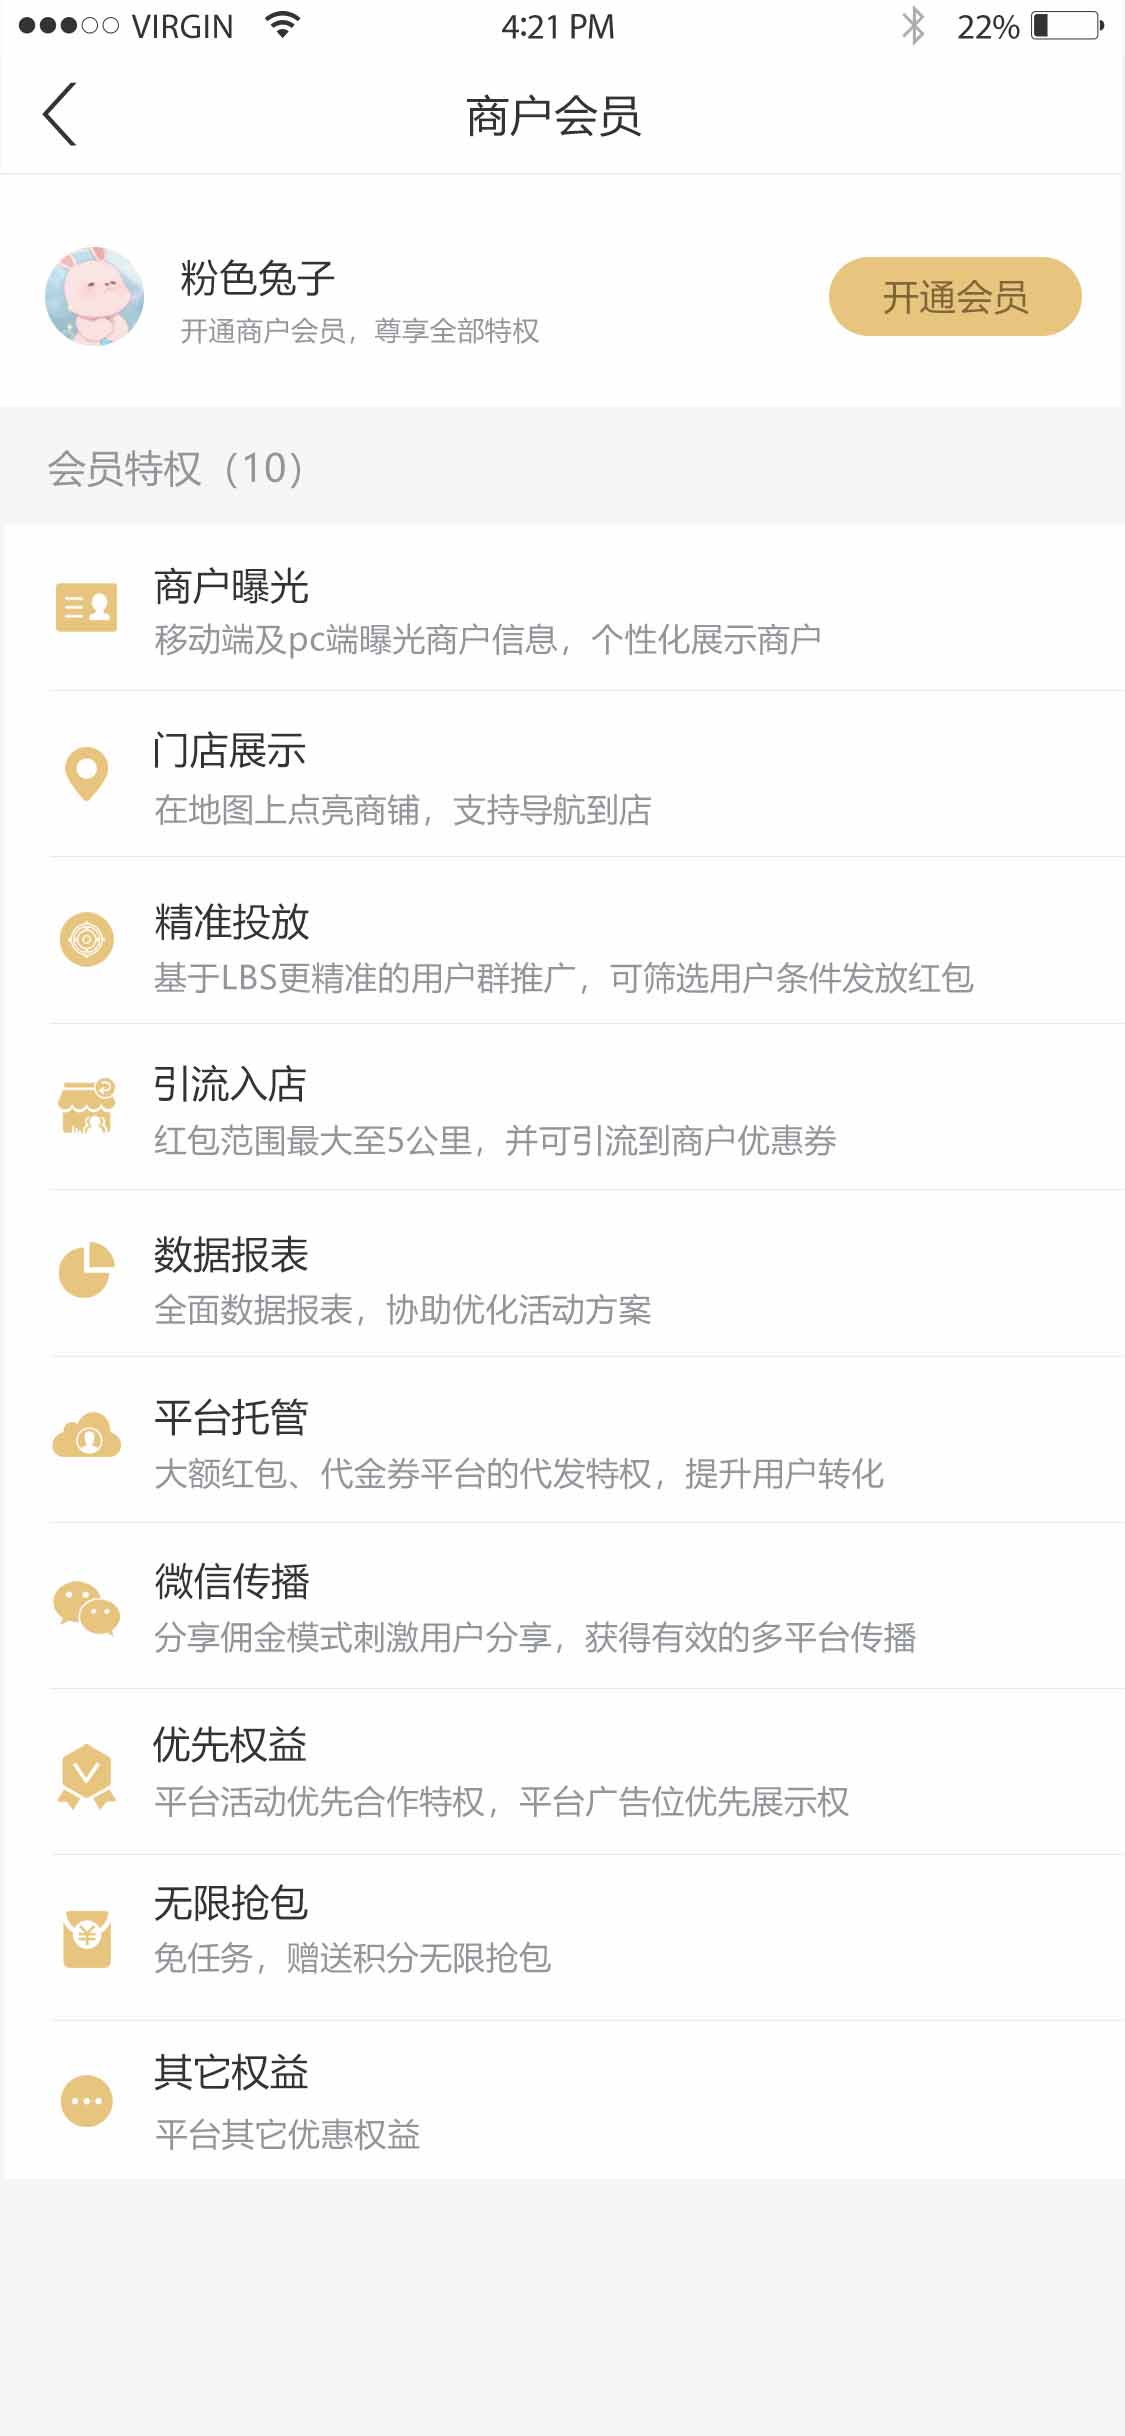 VIRGIN 4:21 PM 22%
商户会员
粉色兔子
开通商户会员，尊享全部特权
开通会员
会员特权（10）
商户曝光
移动端及pc端曝光商户信息，个性化展示商户
门店展示
在地图上点亮商铺，支持导航到店
精准投放
基于LBS更精准的用户群推广，可筛选用户条件发放红包
引流入店
红包范围最大至5公里，并可引流到商户优惠券
数据报表
全面数据报表，协助优化活动方案
平台托管
大额红包、代金券平台的代发特权，提升用户转化
微信传播
分享佣金模式刺激用户分享，获得有效的多平台传播
优先权益
平台活动优先合作特权，平台广告位优先展示权
无限抢包
免任务，赠送积分无限抢包
其它权益
平台其它优惠权益